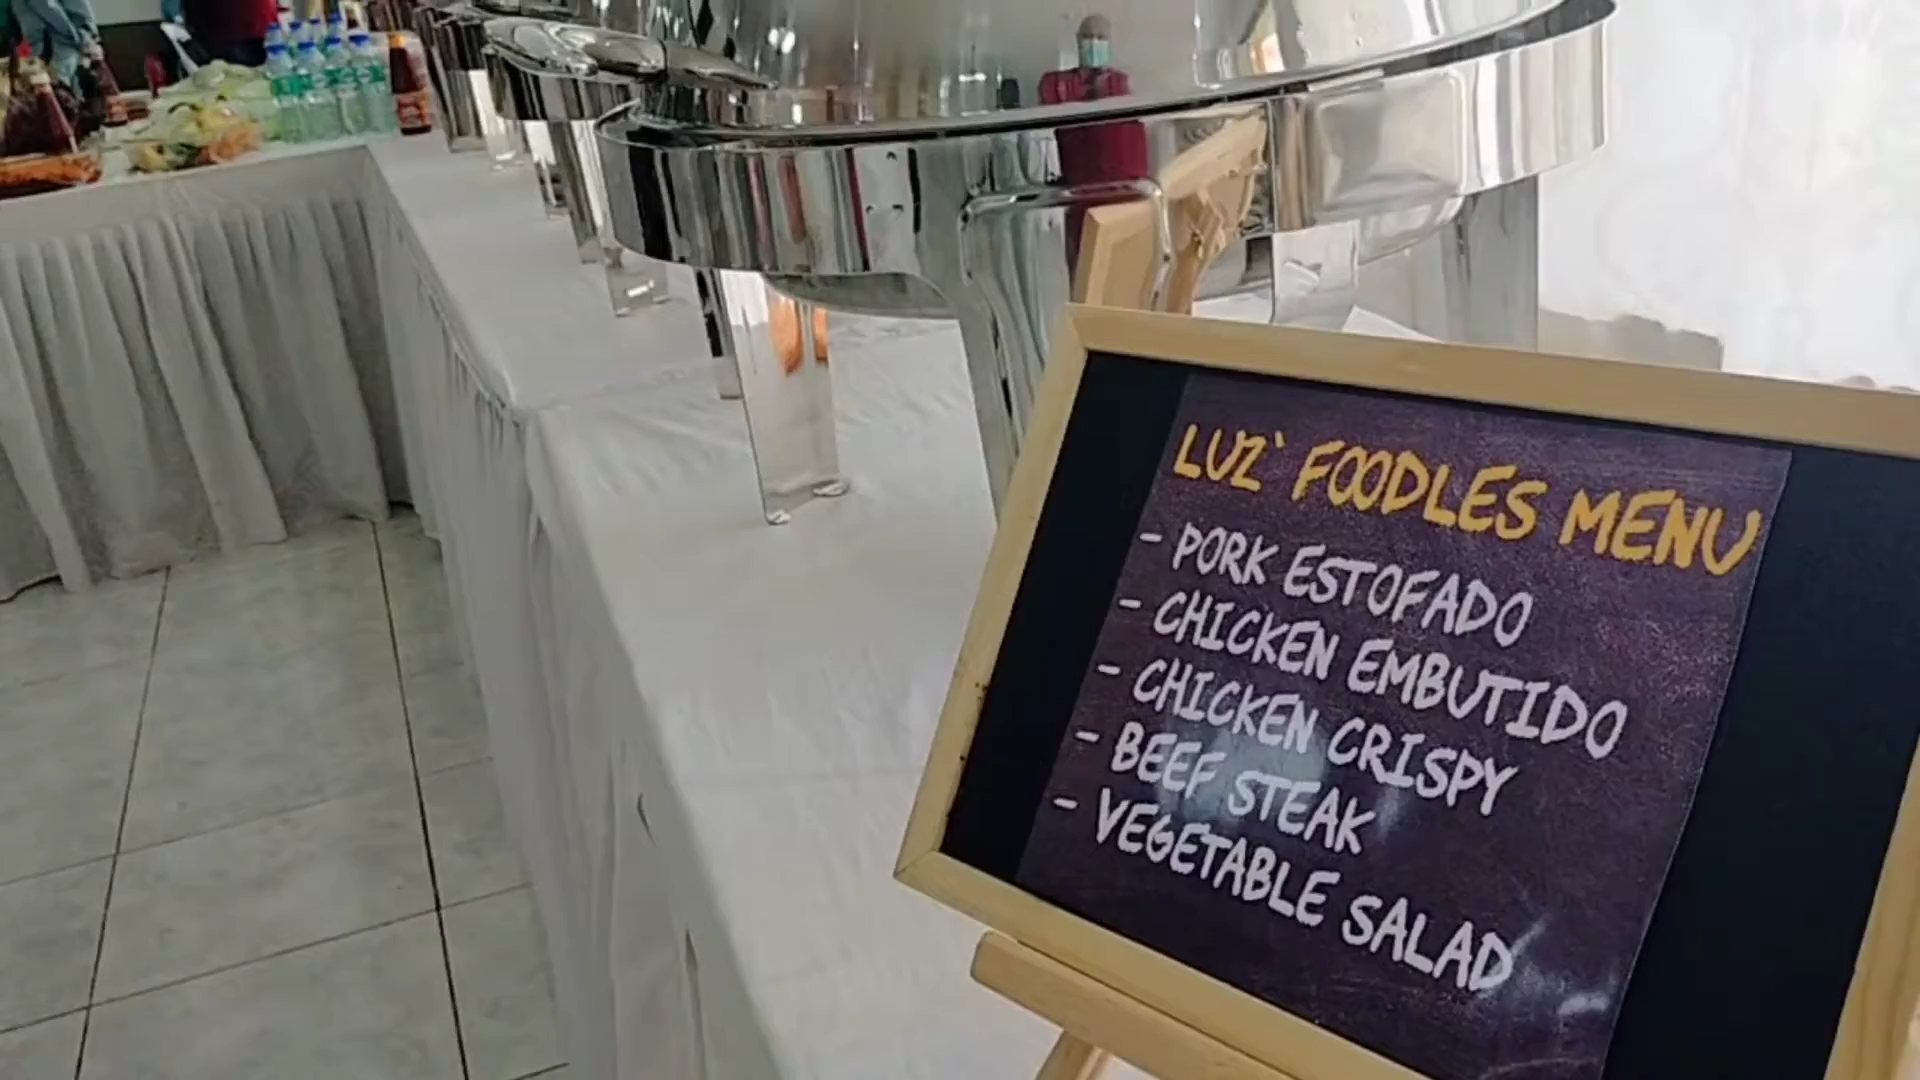 LUZ` FOODLES MENU
- PORK ESTOFADO
- CHICKEN EMBUTIDO
- CHICKEN CRISPY
- BEEF STEAK
- VEGETABLE SALAD